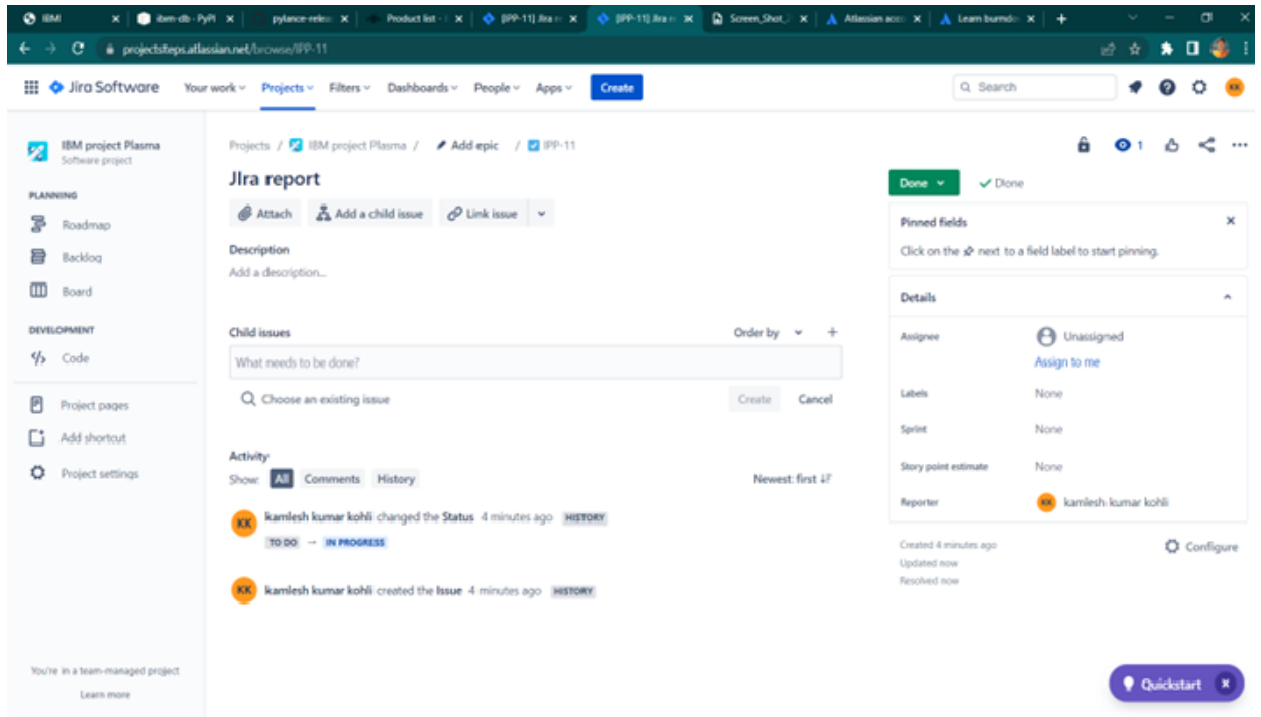 IBMI
ibm-db · PyPI
pylance-relea
Product list -
[IPP-11] Jira r
[IPP-11] Jira r
Screen_Shot_
Atlassian acco
Learn burndo
projectsfieps.atlassian.net/browse/IPP-11
Jira Software Your work Projects Filters Dashboards People Apps Create Search
IBM project Plasma
Software project
PLANNING
Roadmap
Backlog
Board
DEVELOPMENT
Code
Project pages
Add shortcut
Project settings
You're in a team-managed project
Learn more
Projects / IBM project Plasma / Add epic / IPP-11
1
JIra report
Attach Add a child issue Link issue
Description
Add a description...
Child issues Order by
What needs to be done?
Choose an existing issue Create Cancel
Activity
Show: All Comments History Newest first
KK kamlesh kumar kohli changed the Status 4 minutes ago HISTORY
TO DO → IN PROGRESS
KK kamlesh kumar kohli created the Issue 4 minutes ago HISTORY
Done Done
Pinned fields
Click on the next to a field label to start pinning.
Details
Assignee Unassigned
Assign to me
Labels None
Sprint None
Story point estimate None
Reporter KK kamlesh kumar kohli
Created 4 minutes ago Configure
Updated now
Resolved now
Quickstart